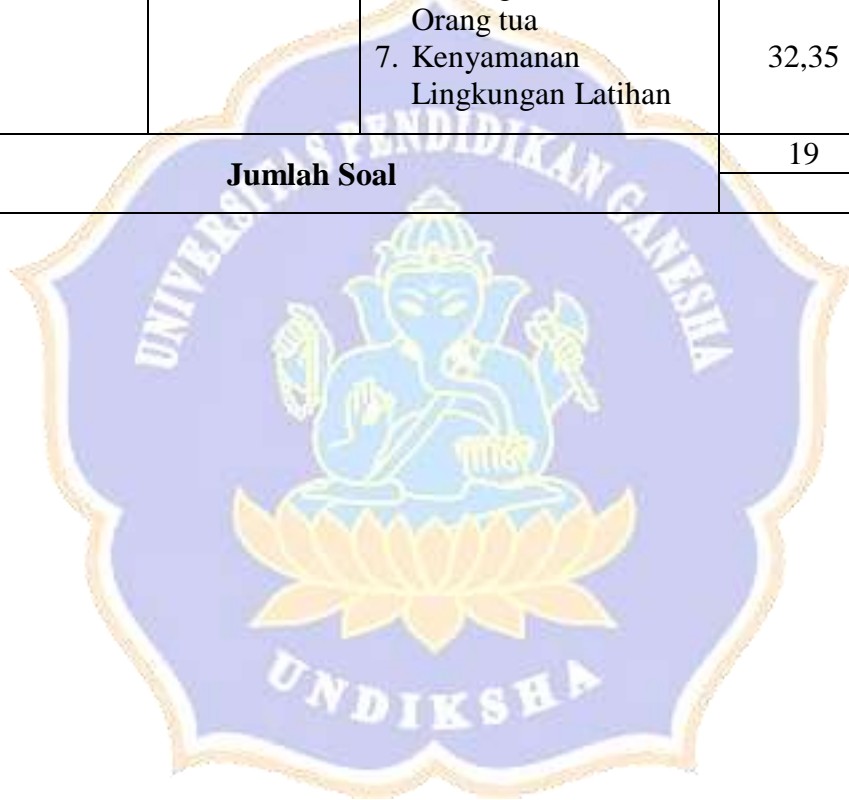 Orang tua
7. Kenyamanan 32,35
Lingkungan Latihan
Jumlah Soal 19
UNIVERSITAS PENDIDIKAN GANESHA
UNDIKSHA